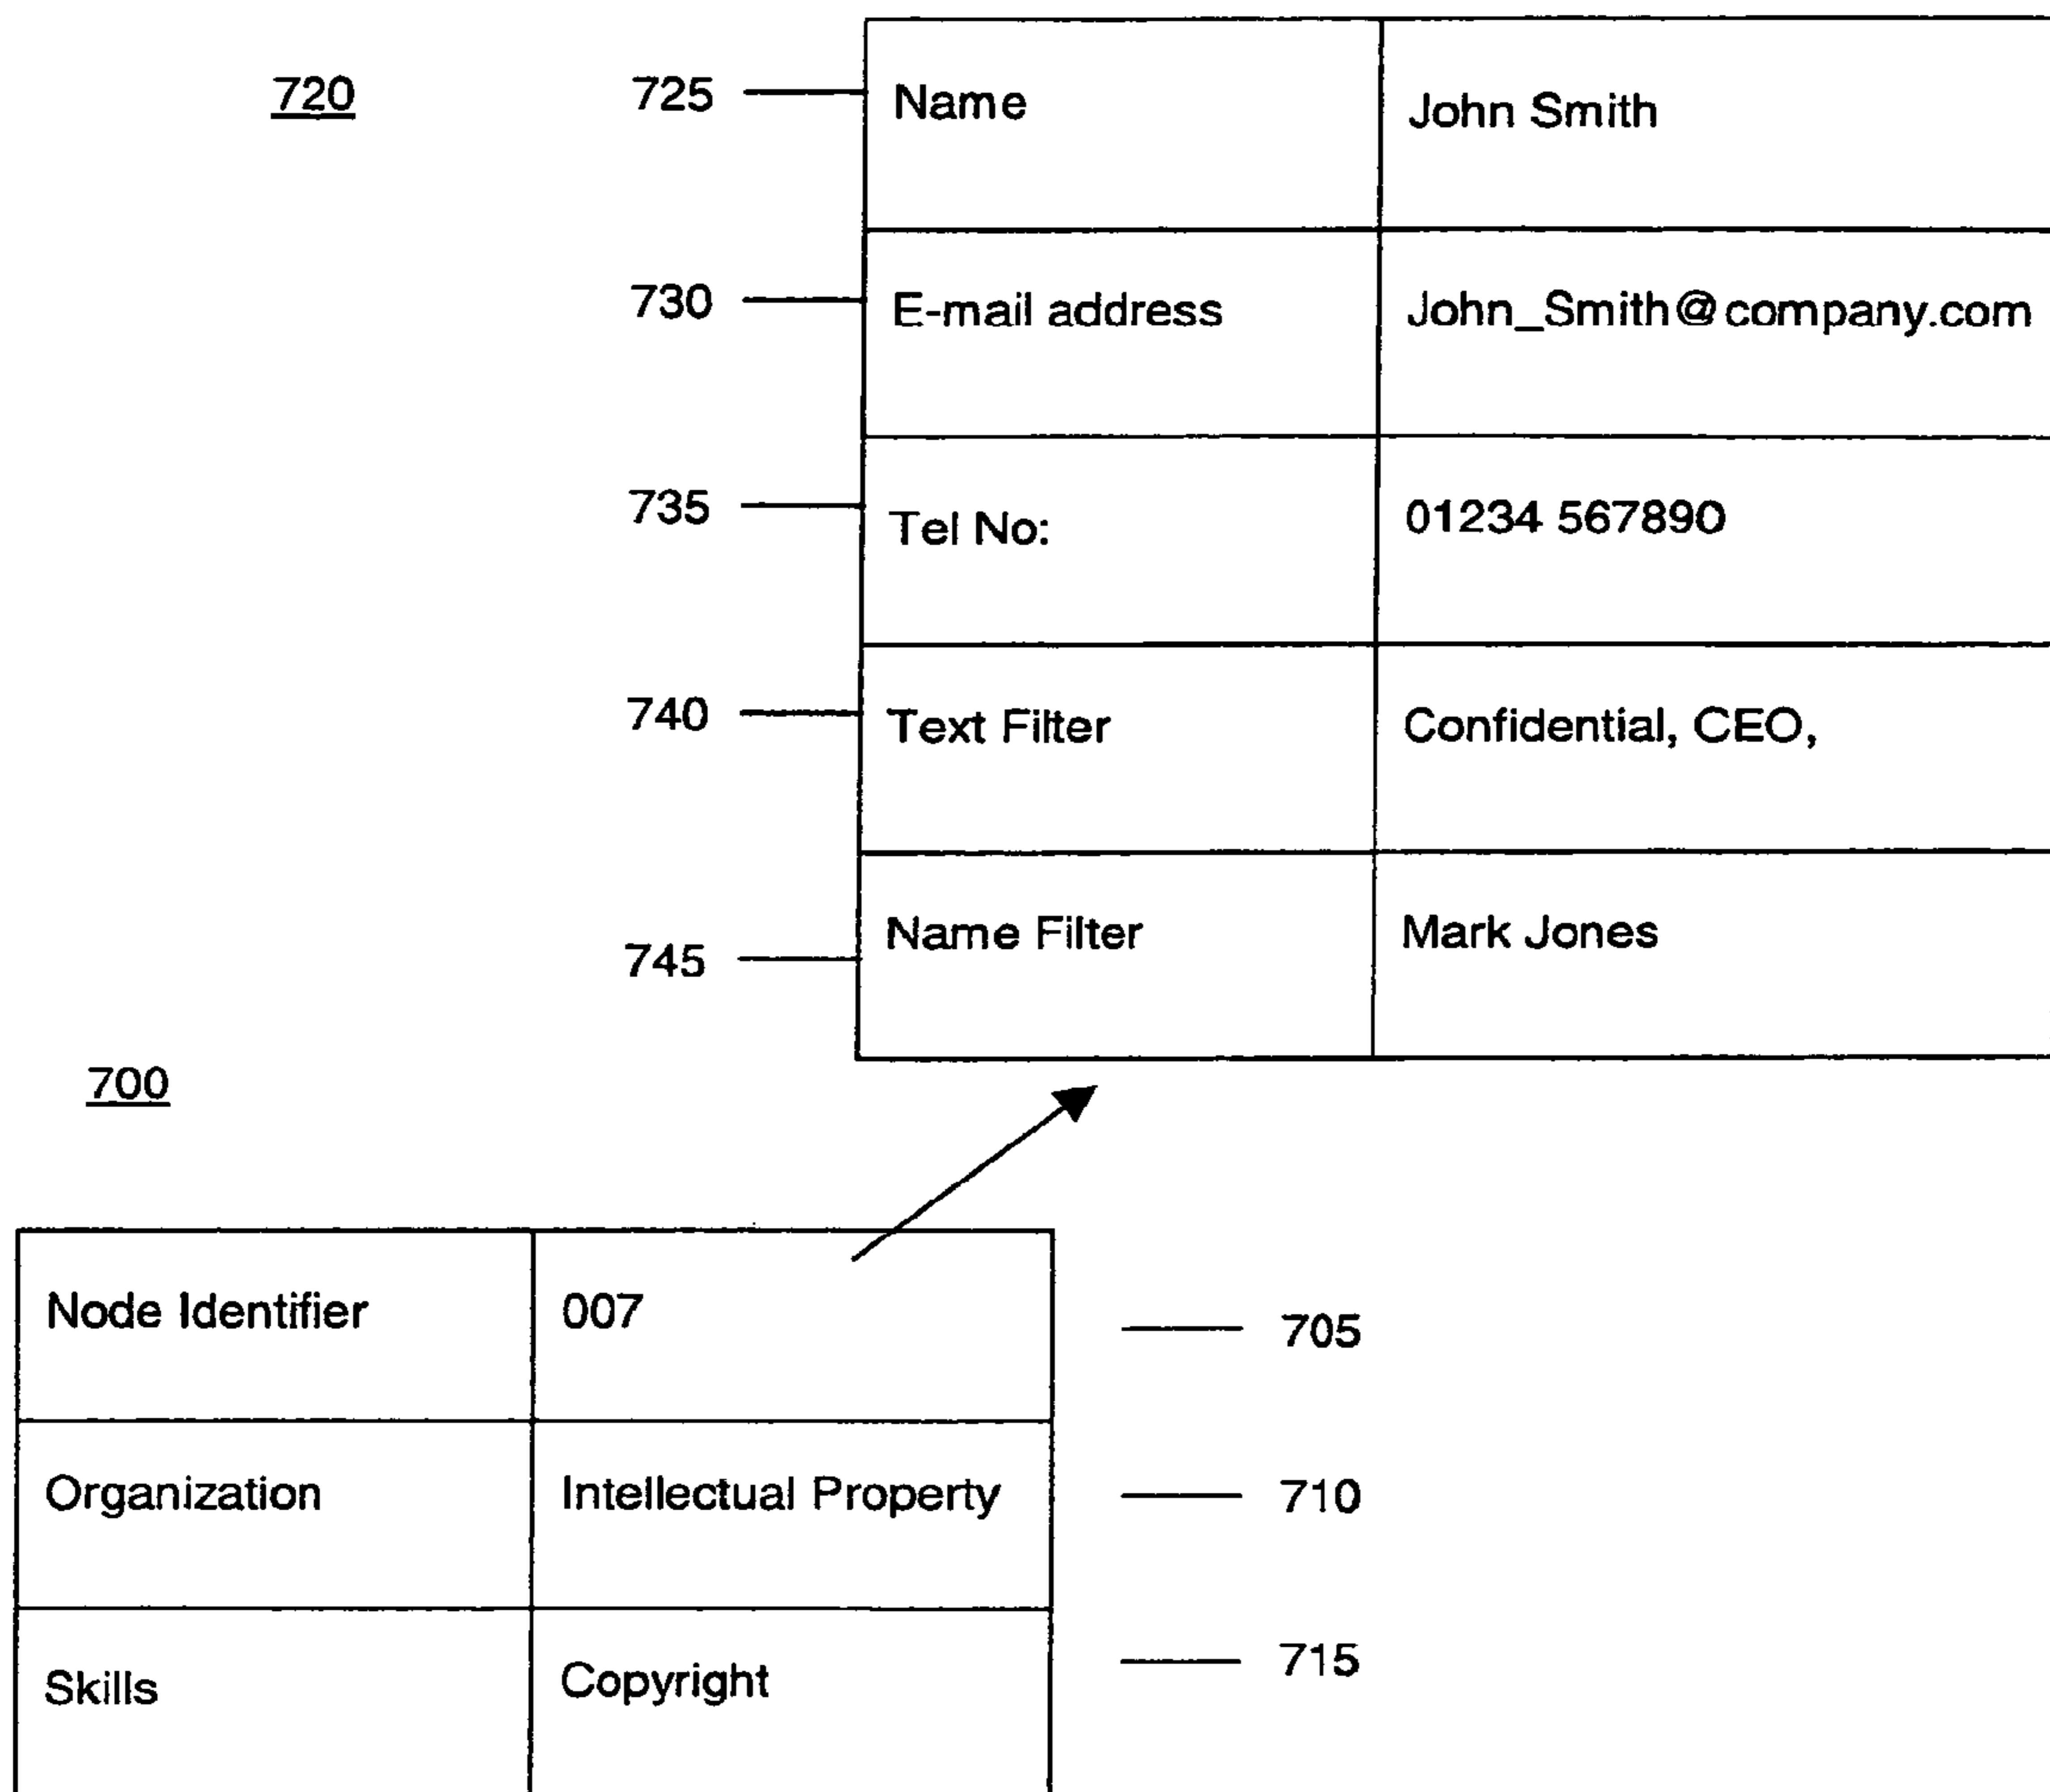 720
725 Name John Smith
730 E-mail address John_Smith@company.com
735 Tel No: 01234 567890
740 Text Filter Confidential, CEO,
745 Name Filter Mark Jones
700
Node Identifier 007 705
Organization Intellectual Property 710
Skills Copyright 715